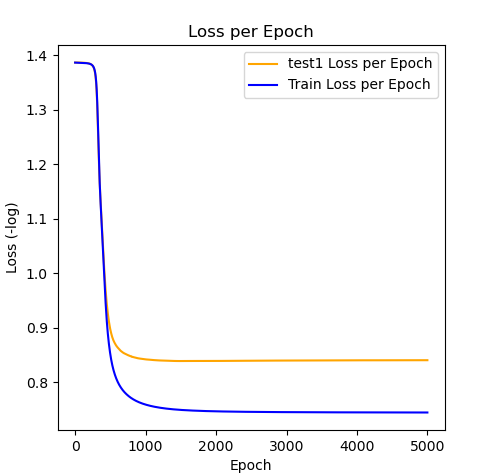 Loss per Epoch
test1 Loss per Epoch
Train Loss per Epoch
Loss (-log)
1.4
1.3
1.2
1.1
1.0
0.9
0.8
0 1000 2000 3000 4000 5000
Epoch